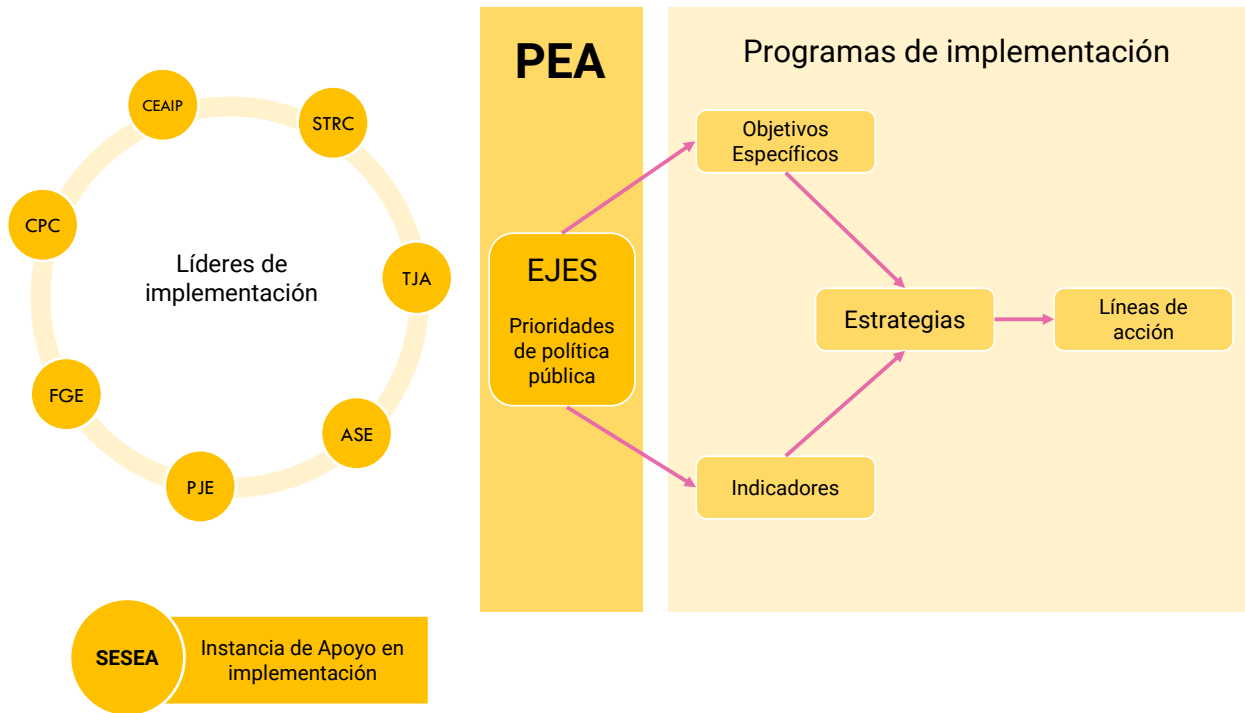 CEAIP
STRC
CPC
TJA
Líderes de
implementación
FGE
ASE
PJE
SESEA
Instancia de Apoyo en
implementación
PEA
EJES
Prioridades
de política
pública
Programas de implementación
Objetivos
Específicos
Estrategias
Líneas de
acción
Indicadores